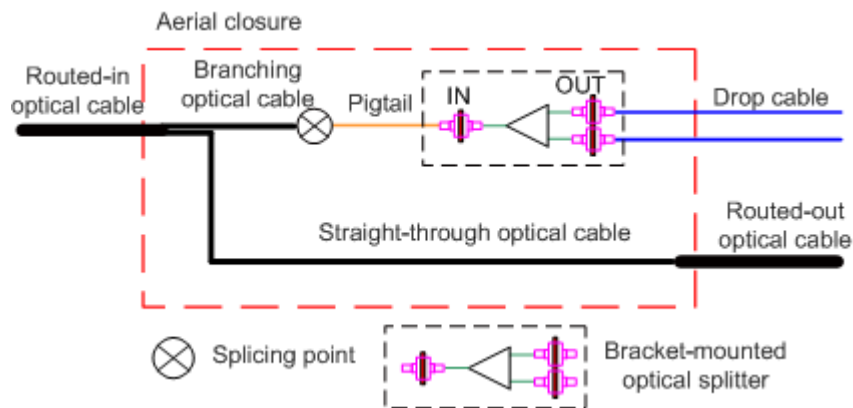 Aerial closure
Routed-in
optical cable
Branching
optical cable
Pigtail
IN
OUT
Drop cable
Straight-through optical cable
Routed-out
optical cable
Splicing point
Bracket-mounted
optical splitter